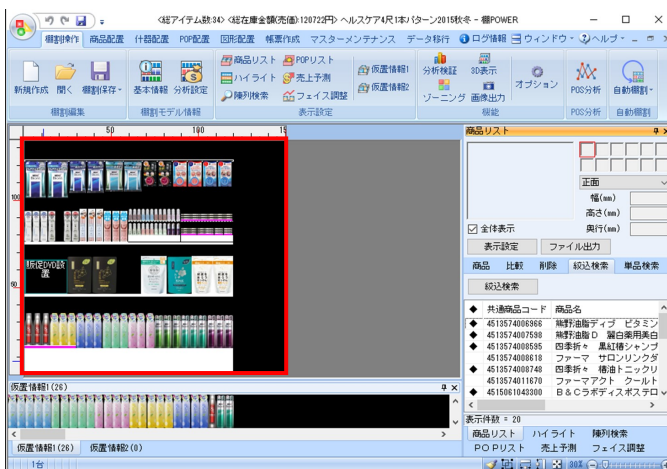 <総アイテム数:34> <総在庫金額(売価):120722円> ヘルスケア4尺1本パターン2015秋冬 - 棚POWER
棚割操作 商品配置 什器配置 POP配置 図形配置 帳票作成 マスターメンテナンス データ移行 ログ情報 ウィンドウ ヘルプ
新規作成 開く 棚割保存 基本情報 分析設定
商品リスト POPリスト
ハイライト 売上予測
陳列検索 フェイス調整
仮置情報1
仮置情報2
分析検証 3D表示
ゾーニング 画像出力
オプション POS分析 自動棚割
棚割編集 棚割モデル情報 表示設定 機能 POS分析 自動棚割
50 100 15
100
90
販促DVD設
置
商品リスト
正面
幅(mm)
高さ(mm)
奥行(mm)
全体表示
表示設定 ファイル出力
商品 比較 削除 絞込検索 単品検索
絞込検索
共通商品コード 商品名
4513574006966 熊野油脂ディブ ビタミン
4513574007598 熊野油脂D 麗白薬用美白
4513574008595 四季折々 黒紅椿シャンプ
4513574008618 ファーマ サロンリンクダ
4513574008748 四季折々 椿油トニックリ
4513574011670 ファーマアクト クールト
4515061043300 B&Cラボディスポステロ
表示件数 = 20
商品リスト ハイライト 陳列検索
POPリスト 売上予測 フェイス調整
仮置情報1(26)
仮置情報1(26) 仮置情報2(0)
1台
30%